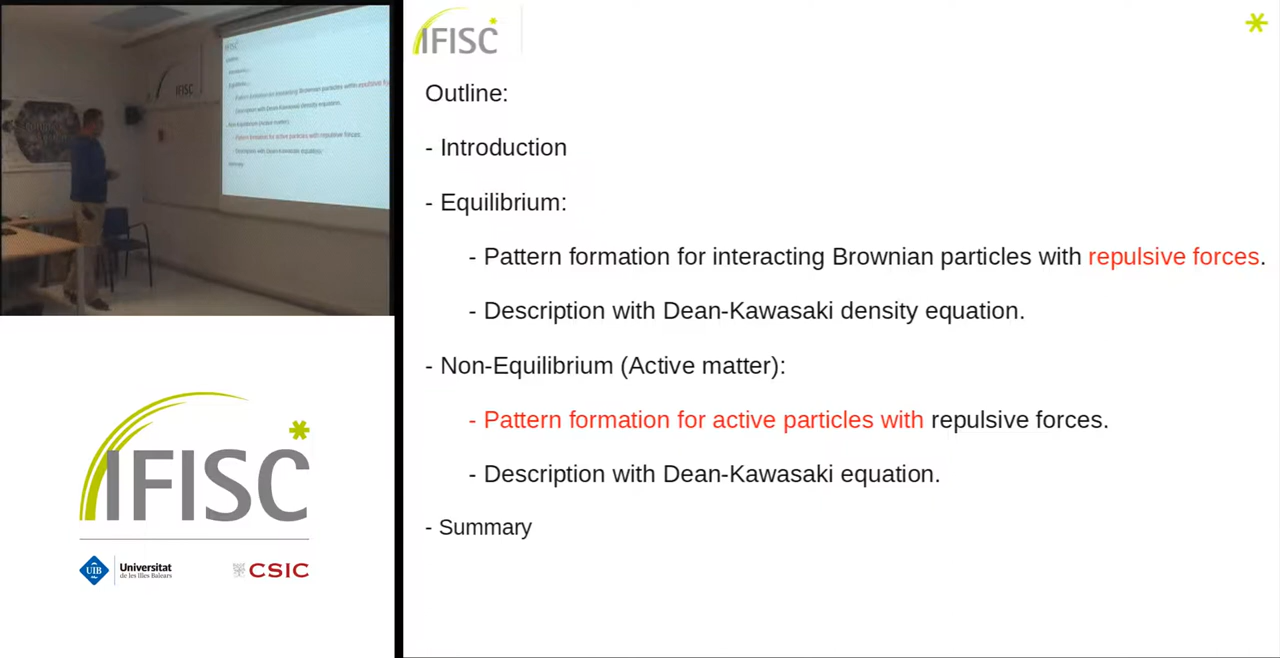 IFISC
Outline:
- Introduction
- Equilibrium:
- Pattern formation for interacting Brownian particles with repulsive forces.
- Description with Dean-Kawasaki density equation.
- Non-Equilibrium (Active matter):
- Pattern formation for active particles with repulsive forces.
- Description with Dean-Kawasaki equation.
- Summary
IFISC
UIB
Universitat
de les Illes Balears
CSIC